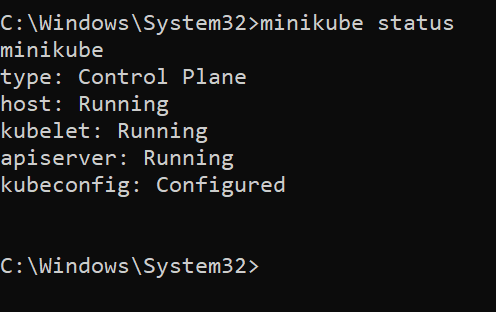 C:\Windows\System32>minikube status
minikube
type: Control Plane
host: Running
kubelet: Running
apiserver: Running
kubeconfig: Configured
C:\Windows\System32>